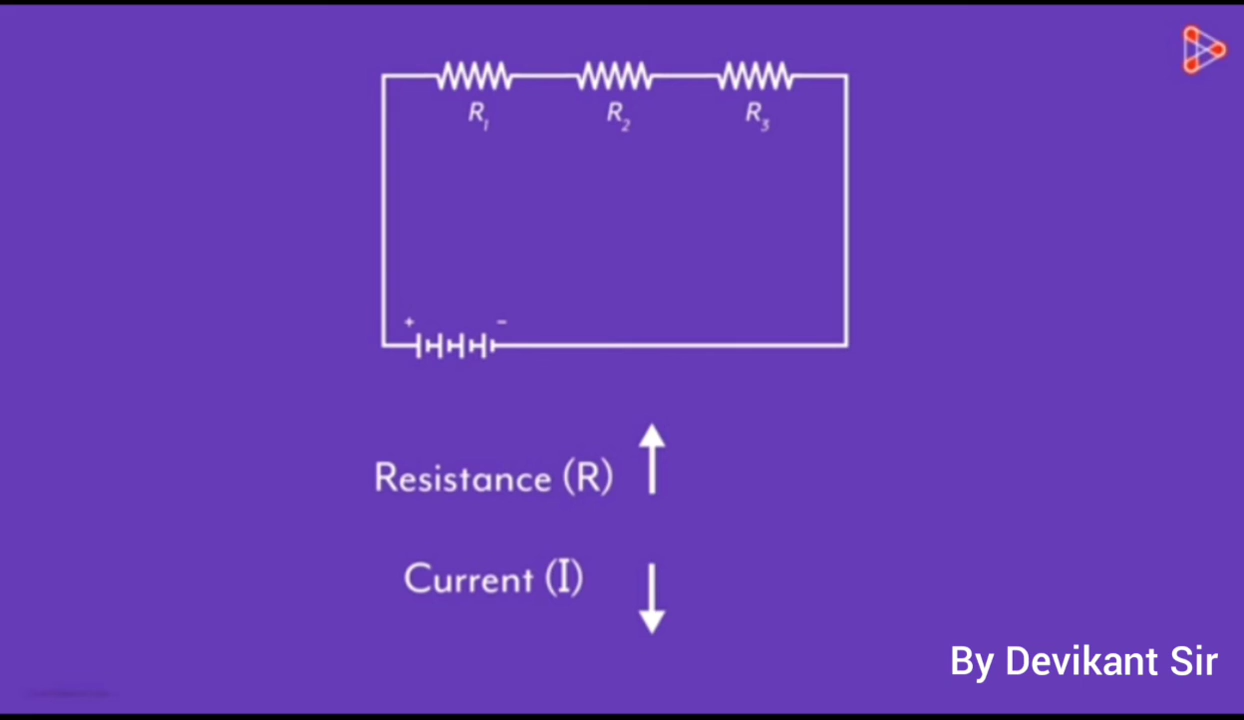 R₁ R₂ R₃
+ −
Resistance (R) ↑
Current (I) ↓
By Devikant Sir